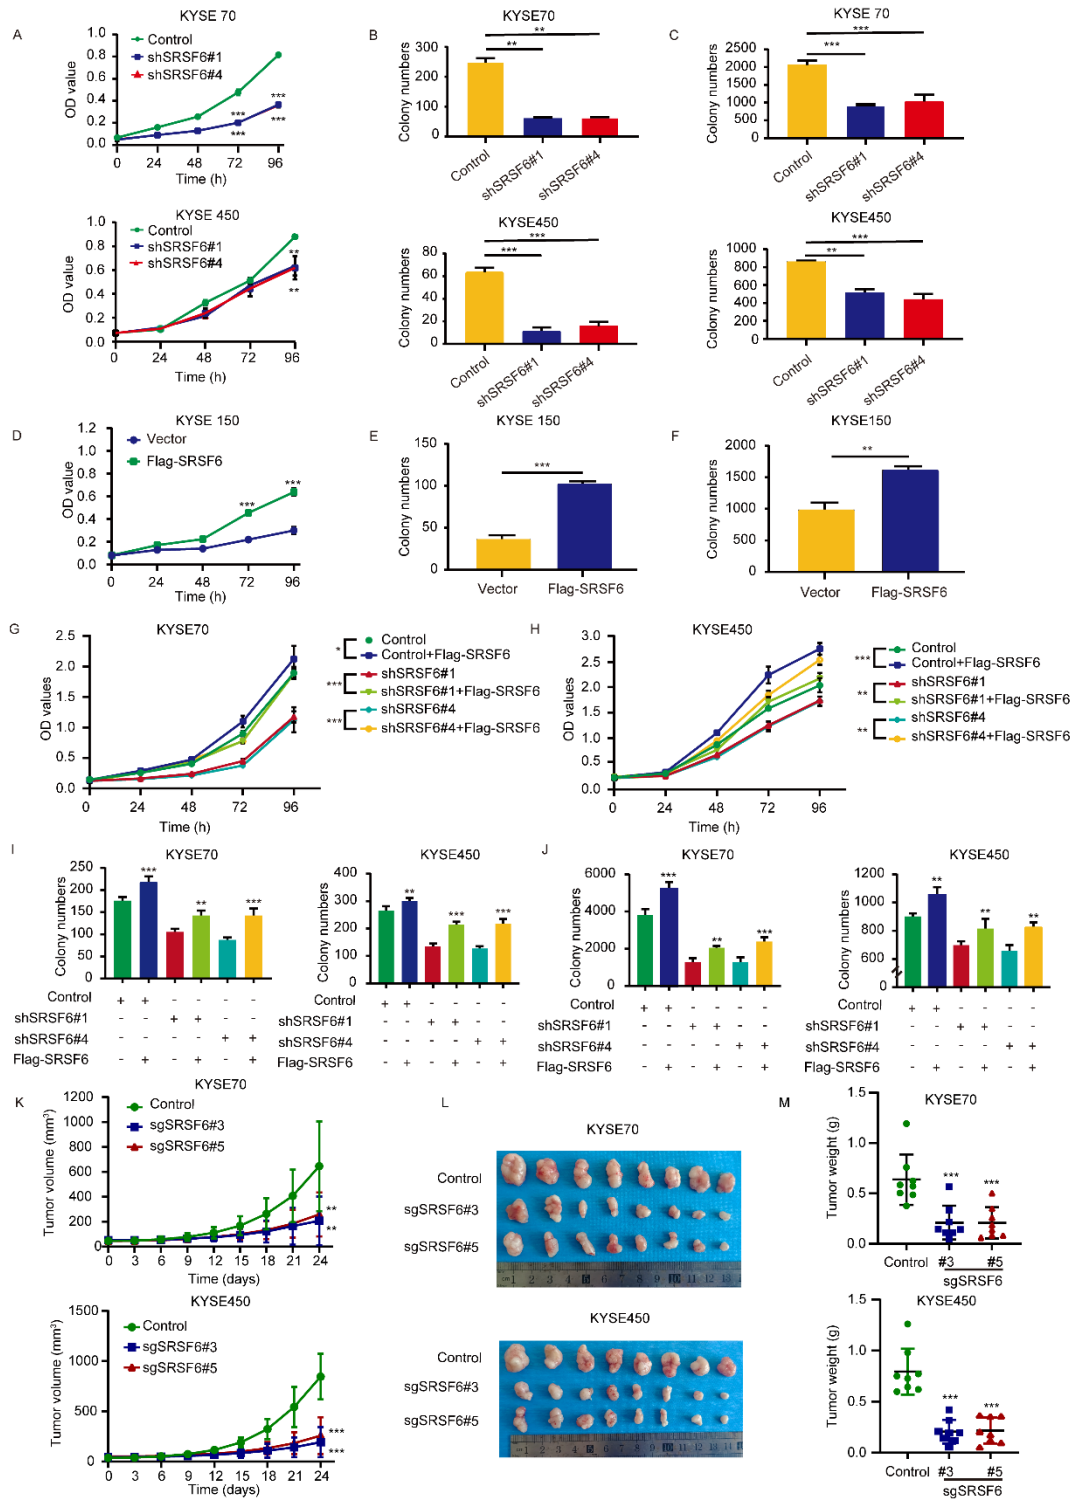 A
KYSE 70
OD value
1.0
0.8
0.6
0.4
0.2
0.0
Control
shSRSF6#1
shSRSF6#4
***
***
***
***
0 24 48 72 96
Time (h)
KYSE 450
OD value
1.0
0.8
0.6
0.4
0.2
0.0
Control
shSRSF6#1
shSRSF6#4
**
**
0 24 48 72 96
Time (h)
B
KYSE70
Colony numbers
300
200
100
0
**
**
Control shSRSF6#1 shSRSF6#4
KYSE450
Colony numbers
80
60
40
20
0
***
***
Control shSRSF6#1 shSRSF6#4
C
KYSE 70
Colony numbers
2500
2000
1500
1000
500
0
***
***
Control shSRSF6#1 shSRSF6#4
KYSE450
Colony numbers
1000
800
600
400
200
0
***
**
Control shSRSF6#1 shSRSF6#4
D
KYSE 150
OD value
1.2
1.0
0.8
0.6
0.4
0.2
0.0
Vector
Flag-SRSF6
*** ***
0 24 48 72 96
Time (h)
E
KYSE 150
Colony numbers
150
100
50
0
***
Vector Flag-SRSF6
F
KYSE150
Colony numbers
2000
1500
1000
500
0
**
Vector Flag-SRSF6
G
KYSE70
OD values
2.5
2.0
1.5
1.0
0.5
0.0
0 24 48 72 96
Time (h)
* Control
Control+Flag-SRSF6
*** shSRSF6#1
shSRSF6#1+Flag-SRSF6
*** shSRSF6#4
shSRSF6#4+Flag-SRSF6
H
KYSE450
OD values
3.0
2.5
2.0
1.5
1.0
0.5
0.0
0 24 48 72 96
Time (h)
*** Control
Control+Flag-SRSF6
** shSRSF6#1
shSRSF6#1+Flag-SRSF6
** shSRSF6#4
shSRSF6#4+Flag-SRSF6
I
KYSE70
Colony numbers
250
200
150
100
50
0
*** ** ***
Control + + - - - -
shSRSF6#1 - - + + - -
shSRSF6#4 - - - - + +
Flag-SRSF6 - + - + - +
KYSE450
Colony numbers
400
300
200
100
0
** *** ***
Control + + - - - -
shSRSF6#1 - - + + - -
shSRSF6#4 - - - - + +
Flag-SRSF6 - + - + - +
J
KYSE70
Colony numbers
6000
4000
2000
0
*** ** ***
Control + + - - - -
shSRSF6#1 - - + + - -
shSRSF6#4 - - - - + +
Flag-SRSF6 - + - + - +
KYSE450
Colony numbers
1200
1000
800
600
** ** **
Control + + - - - -
shSRSF6#1 - - + + - -
shSRSF6#4 - - - - + +
Flag-SRSF6 - + - + - +
K
KYSE70
Tumor volume (mm³)
1200
1000
800
600
400
200
0
Control
sgSRSF6#3
sgSRSF6#5
**
**
0 3 6 9 12 15 18 21 24
Time (days)
KYSE450
Tumor volume (mm³)
1500
1000
500
0
Control
sgSRSF6#3
sgSRSF6#5
***
***
0 3 6 9 12 15 18 21 24
Time (days)
L
KYSE70
Control
sgSRSF6#3
sgSRSF6#5
KYSE450
Control
sgSRSF6#3
sgSRSF6#5
M
KYSE70
Tumor weight (g)
1.5
1.0
0.5
0.0
*** ***
Control #3 #5
sgSRSF6
KYSE450
Tumor weight (g)
1.5
1.0
0.5
0.0
*** ***
Control #3 #5
sgSRSF6